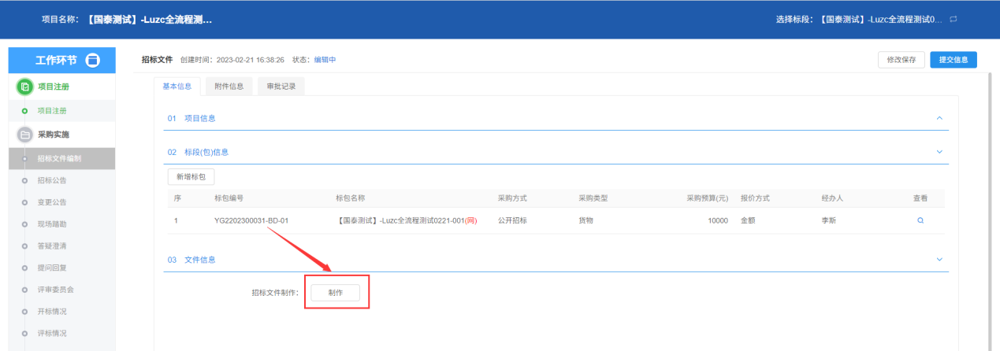 项目名称：【国泰测试】-Luzc全流程测...
选择标段：【国泰测试】-Luzc全流程测试0...
工作环节
项目注册
项目注册
采购实施
招标文件编制
招标公告
变更公告
现场踏勘
答疑澄清
提问回复
评审委员会
开标情况
评标情况
招标文件 创建时间：2023-02-21 16:38:26 状态：编辑中
修改保存 提交信息
基本信息 附件信息 审批记录
01 项目信息
02 标段(包)信息
新增标包
序 标包编号 标包名称 采购方式 采购类型 采购预算(元) 报价方式 经办人 查看
1 YG2202300031-BD-01 【国泰测试】-Luzc全流程测试0221-001(网) 公开招标 货物 10000 金额 李斯
03 文件信息
招标文件制作： 制作